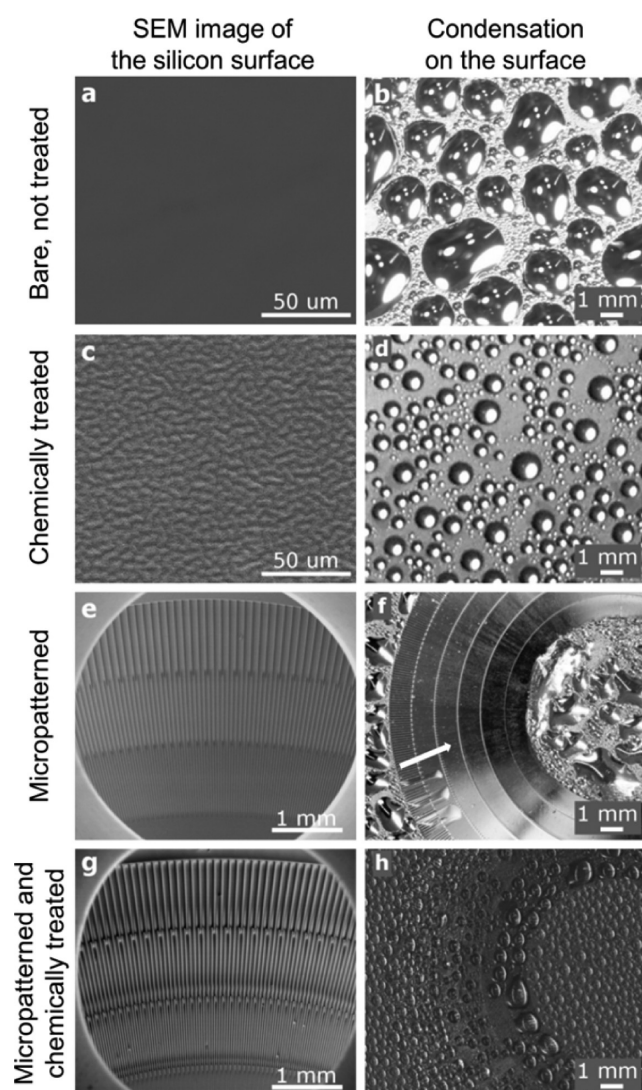 SEM image of
the silicon surface
Condensation
on the surface
Bare, not treated
a
50 um
b
1 mm
Chemically treated
c
50 um
d
1 mm
Micropatterned
e
1 mm
f
1 mm
Micropatterned and
chemically treated
g
1 mm
h
1 mm